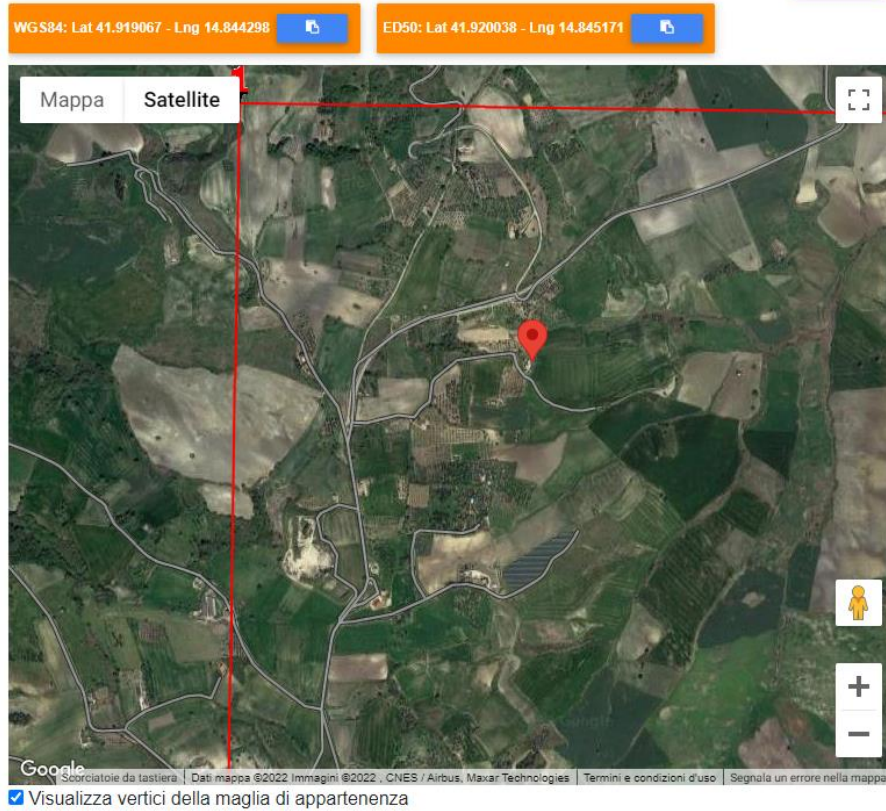 WGS84: Lat 41.919067 - Lng 14.844298
ED50: Lat 41.920038 - Lng 14.845171
Mappa
Satellite
1
Google
Google
Scorciatoie da tastiera
Dati mappa ©2022 Immagini ©2022 , CNES / Airbus, Maxar Technologies
Termini e condizioni d'uso
Segnala un errore nella mappa
Visualizza vertici della maglia di appartenenza